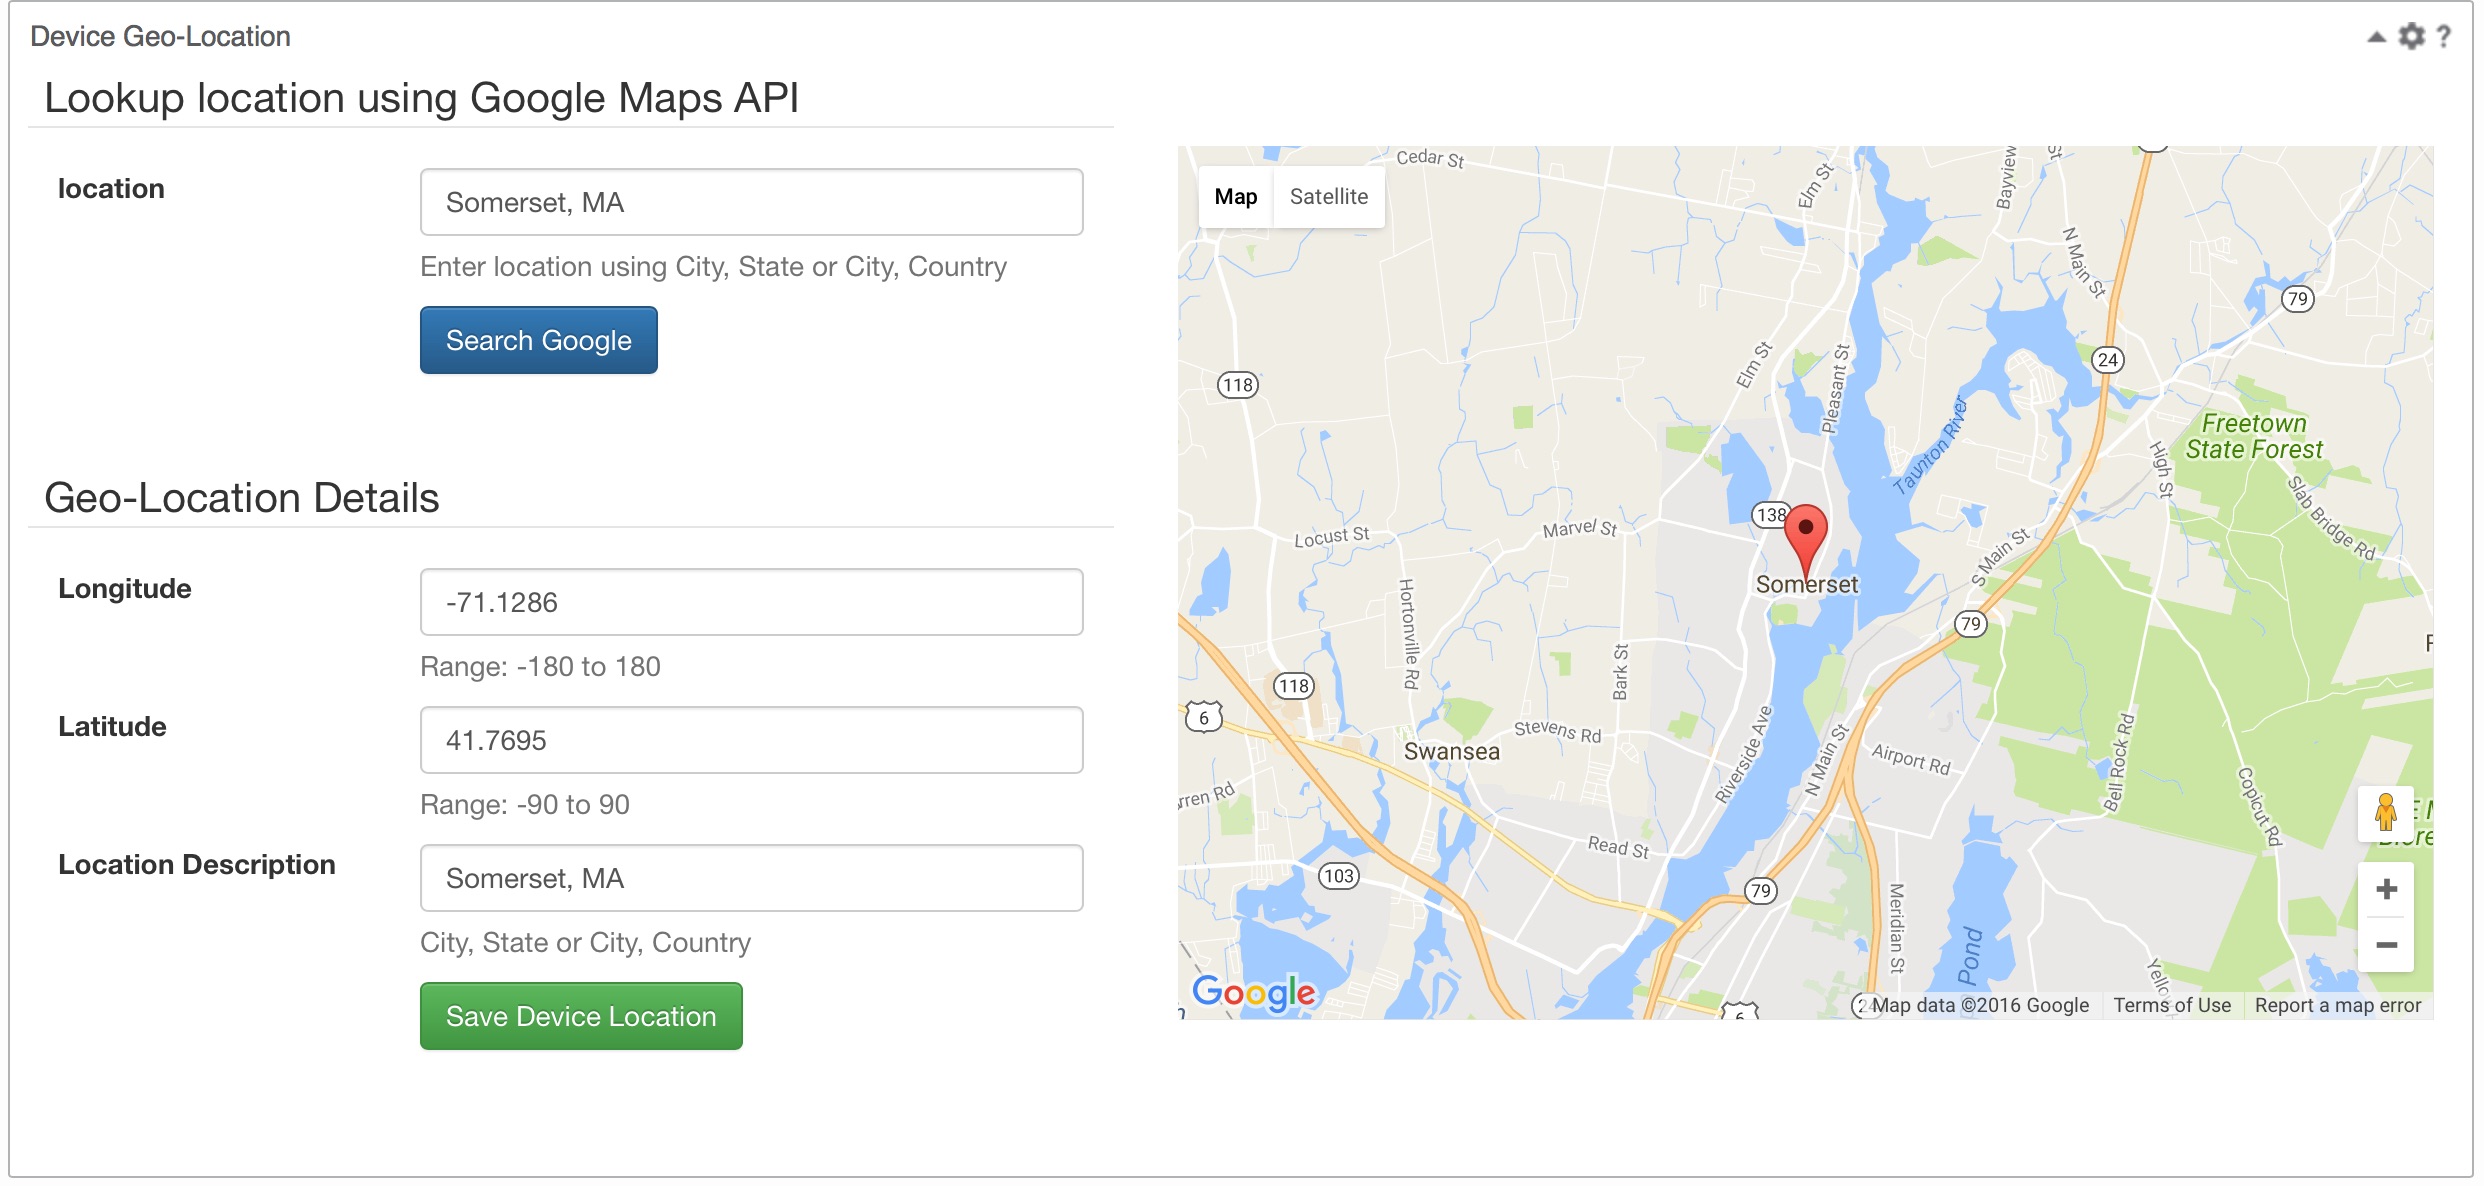 Device Geo-Location
?
Lookup location using Google Maps API
location
Somerset, MA
Enter location using City, State or City, Country
Search Google
Geo-Location Details
Longitude
-71.1286
Range: -180 to 180
Latitude
41.7695
Range: -90 to 90
Location Description
Somerset, MA
City, State or City, Country
Save Device Location
Map
Satellite
Cedar St
Elm St
Bayview
St
N Main St
79
24
118
Elm St
Pleasant St
Taunton River
Freetown
State Forest
High St
Slab Bridge Rd
138
Locust St
Marvel St
S Main St
Somerset
Hortonville Rd
79
Bark St
118
6
Swansea
Stevens Rd
Riverside Ave
N Main St
Airport Rd
Bell Rock Rd
Copicut Rd
Read St
103
79
Meridian St
Pond
Google
6
24
Map data ©2016 Google
Terms of Use
Report a map error